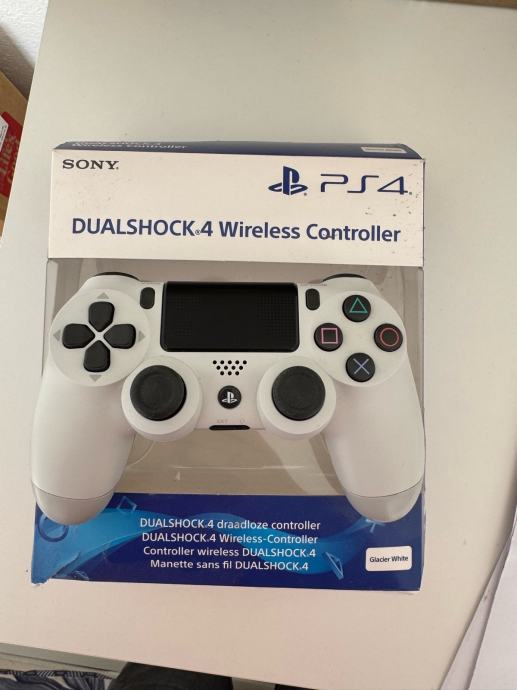 SONY.
PS4.
DUALSHOCK®4 Wireless Controller
DUALSHOCK®4 draadloze controller
DUALSHOCK®4 Wireless-Controller
Controller wireless DUALSHOCK®4
Manette sans fil DUALSHOCK®4
Glacier White